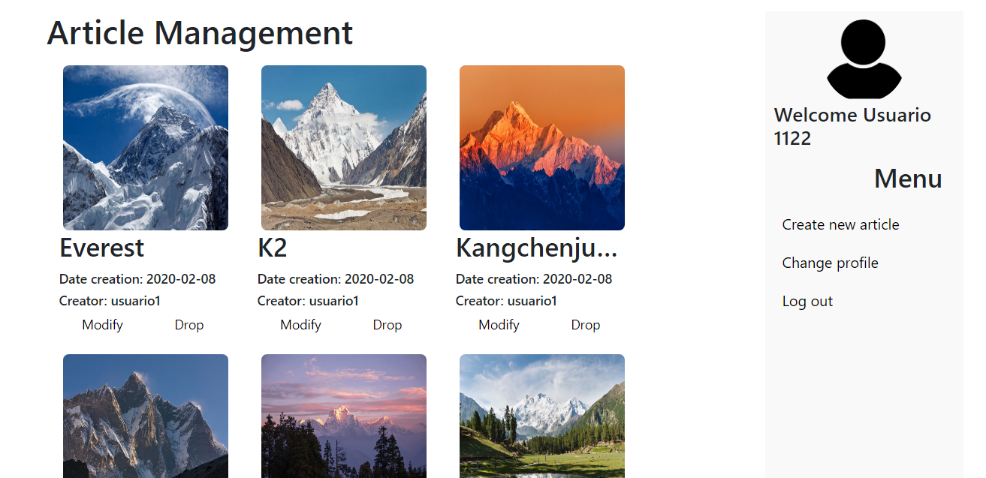 Article Management
Everest
Date creation: 2020-02-08
Creator: usuario1
Modify Drop
K2
Date creation: 2020-02-08
Creator: usuario1
Modify Drop
Kangchenju...
Date creation: 2020-02-08
Creator: usuario1
Modify Drop
Welcome Usuario
1122
Menu
Create new article
Change profile
Log out